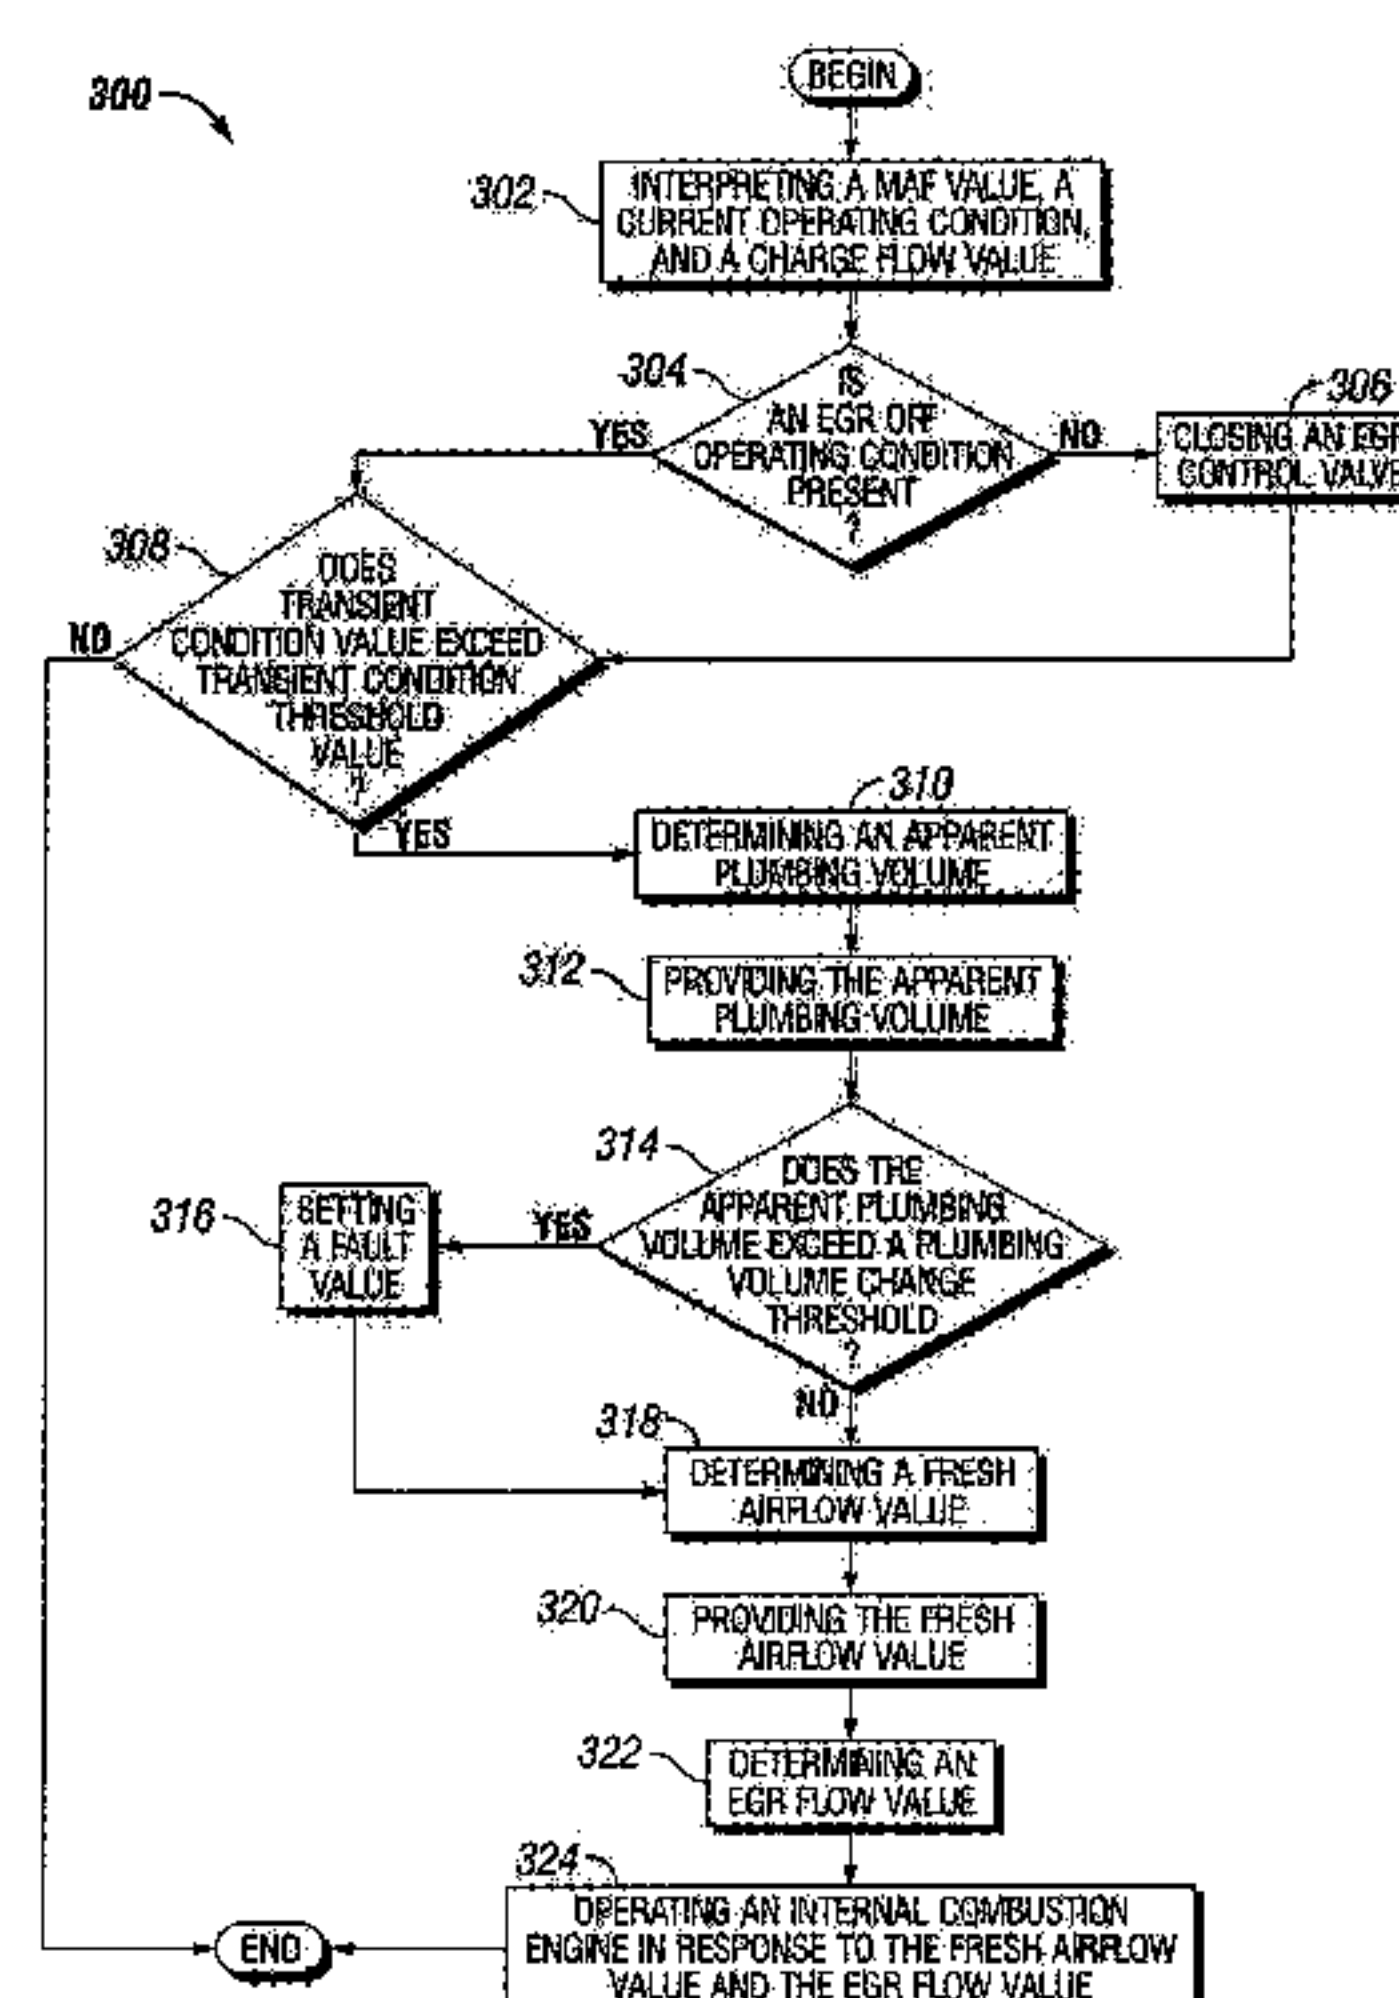 300
BEGIN
302
INTERPRETING A MAF VALUE, A
CURRENT OPERATING CONDITION,
AND A CHARGE FLOW VALUE
304
IS
AN EGR OFF
OPERATING CONDITION
PRESENT
?
YES
NO
306
CLOSING AN EGR
CONTROL VALVE
308
DOES
TRANSIENT
CONDITION VALUE EXCEED
TRANSIENT CONDITION
THRESHOLD
VALUE
?
NO
YES
310
DETERMINING AN APPARENT
PLUMBING VOLUME
312
PROVIDING THE APPARENT
PLUMBING VOLUME
314
DOES THE
APPARENT PLUMBING
VOLUME EXCEED A PLUMBING
VOLUME CHANGE
THRESHOLD
?
YES
NO
316
SETTING
A FAULT
VALUE
318
DETERMINING A FRESH
AIRFLOW VALUE
320
PROVIDING THE FRESH
AIRFLOW VALUE
322
DETERMINING AN
EGR FLOW VALUE
324
OPERATING AN INTERNAL COMBUSTION
ENGINE IN RESPONSE TO THE FRESH AIRFLOW
VALUE AND THE EGR FLOW VALUE
END